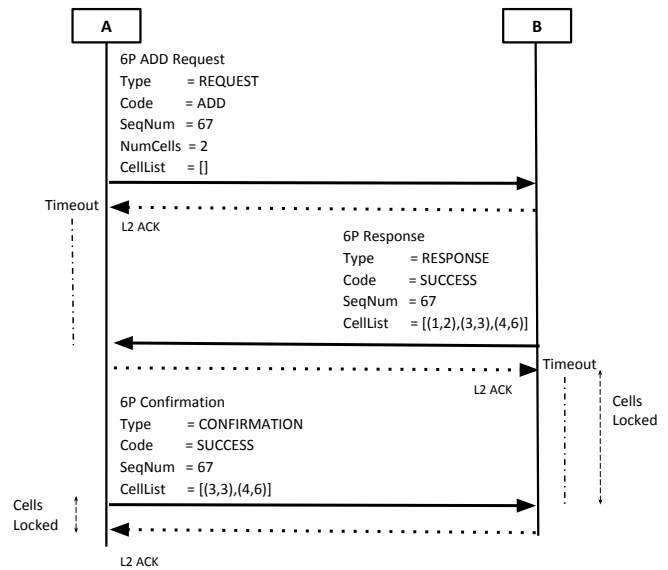 A
B
6P ADD Request
Type = REQUEST
Code = ADD
SeqNum = 67
NumCells = 2
CellList = []
Timeout
L2 ACK
6P Response
Type = RESPONSE
Code = SUCCESS
SeqNum = 67
CellList = [(1,2),(3,3),(4,6)]
Timeout
L2 ACK
Cells
Locked
6P Confirmation
Type = CONFIRMATION
Code = SUCCESS
SeqNum = 67
CellList = [(3,3),(4,6)]
Cells
Locked
L2 ACK